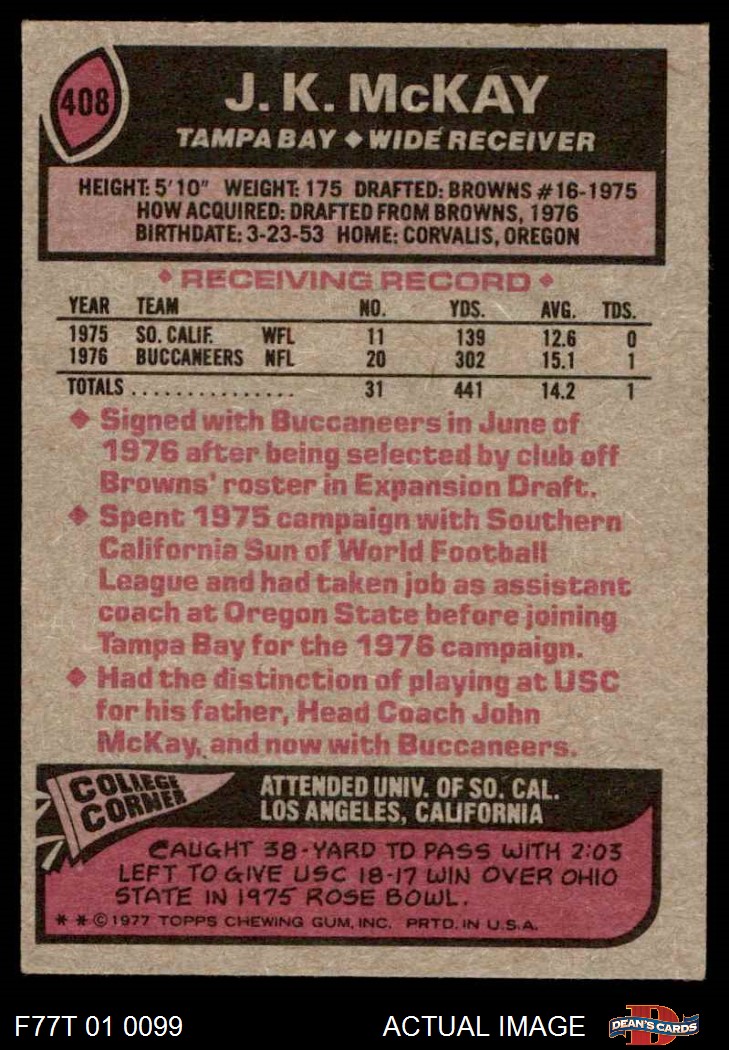 408
J. K. McKAY
TAMPA BAY ◆ WIDE RECEIVER
HEIGHT: 5'10" WEIGHT: 175 DRAFTED: BROWNS #16-1975
HOW ACQUIRED: DRAFTED FROM BROWNS, 1976
BIRTHDATE: 3-23-53 HOME: CORVALIS, OREGON
◆ RECEIVING RECORD ◆
YEAR TEAM NO. YDS. AVG. TDS.
1975 SO. CALIF. WFL 11 139 12.6 0
1976 BUCCANEERS NFL 20 302 15.1 1
TOTALS ................ 31 441 14.2 1
◆ Signed with Buccaneers in June of
1976 after being selected by club off
Browns' roster in Expansion Draft.
◆ Spent 1975 campaign with Southern
California Sun of World Football
League and had taken job as assistant
coach at Oregon State before joining
Tampa Bay for the 1976 campaign.
◆ Had the distinction of playing at USC
for his father, Head Coach John
McKay, and now with Buccaneers.
COLLEGE
CORNER
ATTENDED UNIV. OF SO. CAL.
LOS ANGELES, CALIFORNIA
CAUGHT 38-YARD TD PASS WITH 2:03
LEFT TO GIVE USC 18-17 WIN OVER OHIO
STATE IN 1975 ROSE BOWL.
* * © 1977 TOPPS CHEWING GUM, INC. PRTD. IN U.S.A.
F77T 01 0099 ACTUAL IMAGE
D
DEAN'S CARDS